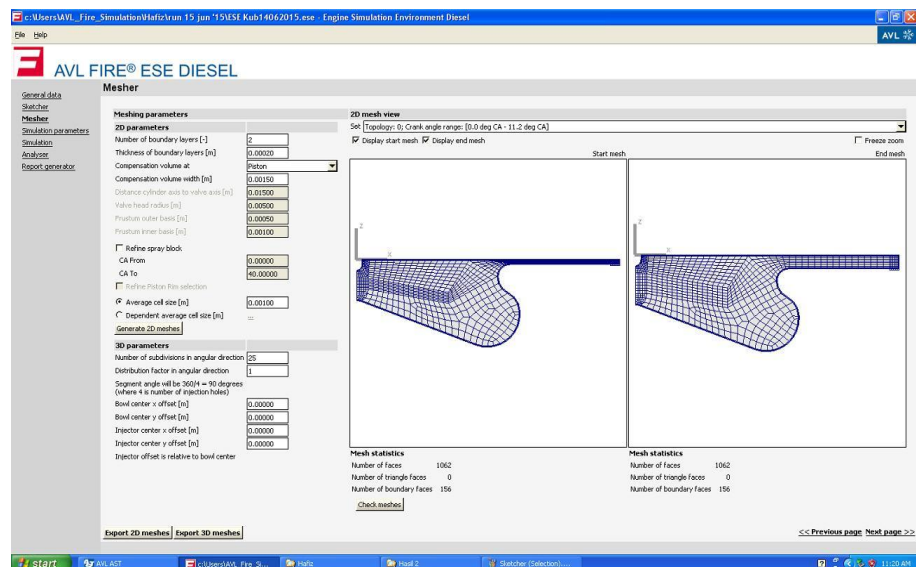 c:\Users\AVL_Fire_Simulation\Hafiz\run 15 jun '15\ESE Kub14062015.ese - Engine Simulation Environment Diesel
File Help
AVL
AVL FIRE® ESE DIESEL
General data
Sketcher
Mesher
Simulation parameters
Simulation
Analyser
Report generator
Mesher
Meshing parameters
2D parameters
Number of boundary layers [-] 2
Thickness of boundary layers [m] 0.00020
Compensation volume at Piston
Compensation volume width [m] 0.00150
Distance cylinder axis to valve axis [m] 0.01500
Valve head radius [m] 0.00500
Frustum outer basis [m] 0.00050
Frustum inner basis [m] 0.00100
Refine spray block
CA From 0.00000
CA To 40.00000
Refine Piston Rim selection
Average cell size [m] 0.00100
Dependent average cell size [m] ...
Generate 2D meshes
3D parameters
Number of subdivisions in angular direction 25
Distribution factor in angular direction 1
Segment angle will be 360/4 = 90 degrees
(where 4 is number of injection holes)
Bowl center x offset [m] 0.00000
Bowl center y offset [m] 0.00000
Injector center x offset [m] 0.00000
Injector center y offset [m] 0.00000
Injector offset is relative to bowl center
Export 2D meshes Export 3D meshes
2D mesh view
Set Topology: 0; Crank angle range: [0.0 deg CA - 11.2 deg CA]
Display start mesh Display end mesh Freeze zoom
Start mesh End mesh
z
x
z
x
Mesh statistics
Number of faces 1062
Number of triangle faces 0
Number of boundary faces 156
Check meshes
Mesh statistics
Number of faces 1062
Number of triangle faces 0
Number of boundary faces 156
<< Previous page Next page >>
start AVL AST c:\Users\AVL_Fire_Si... Hafiz Hasil 2 Sketcher (Selection).... 11:20 AM